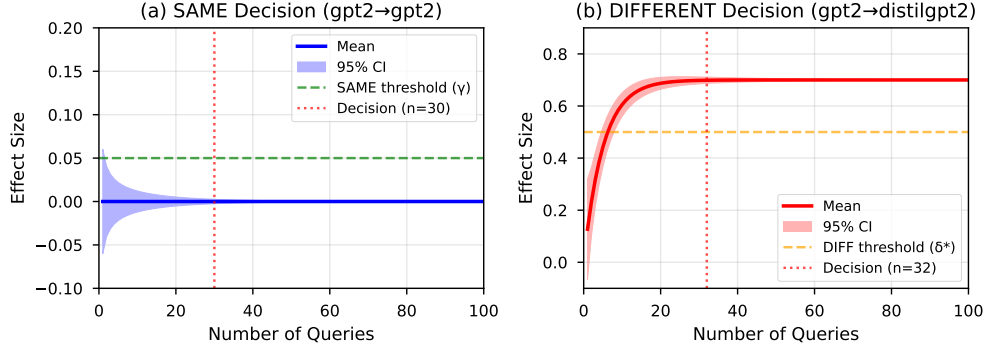 (a) SAME Decision (gpt2→gpt2)
0.20
0.15
0.10
0.05
0.00
−0.05
−0.10
Effect Size
0
20
40
60
80
100
Number of Queries
Mean
95% CI
SAME threshold (γ)
Decision (n=30)
(b) DIFFERENT Decision (gpt2→distilgpt2)
0.8
0.6
0.4
0.2
0.0
Effect Size
0
20
40
60
80
100
Number of Queries
Mean
95% CI
DIFF threshold (δ*)
Decision (n=32)